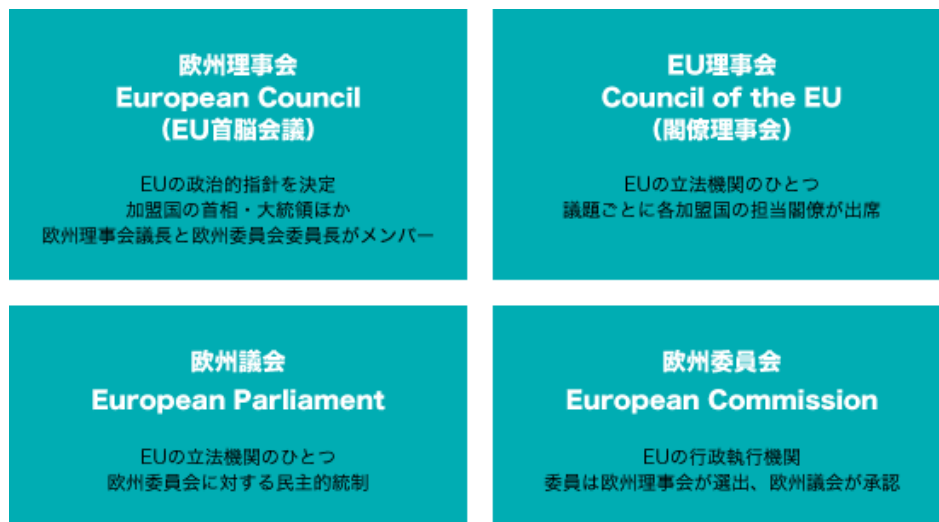 欧州理事会
European Council
（EU首脳会議）
EUの政治的指針を決定
加盟国の首相・大統領ほか
欧州理事会議長と欧州委員会委員長がメンバー
EU理事会
Council of the EU
（閣僚理事会）
EUの立法機関のひとつ
議題ごとに各加盟国の担当閣僚が出席
欧州議会
European Parliament
EUの立法機関のひとつ
欧州委員会に対する民主的統制
欧州委員会
European Commission
EUの行政執行機関
委員は欧州理事会が選出、欧州議会が承認